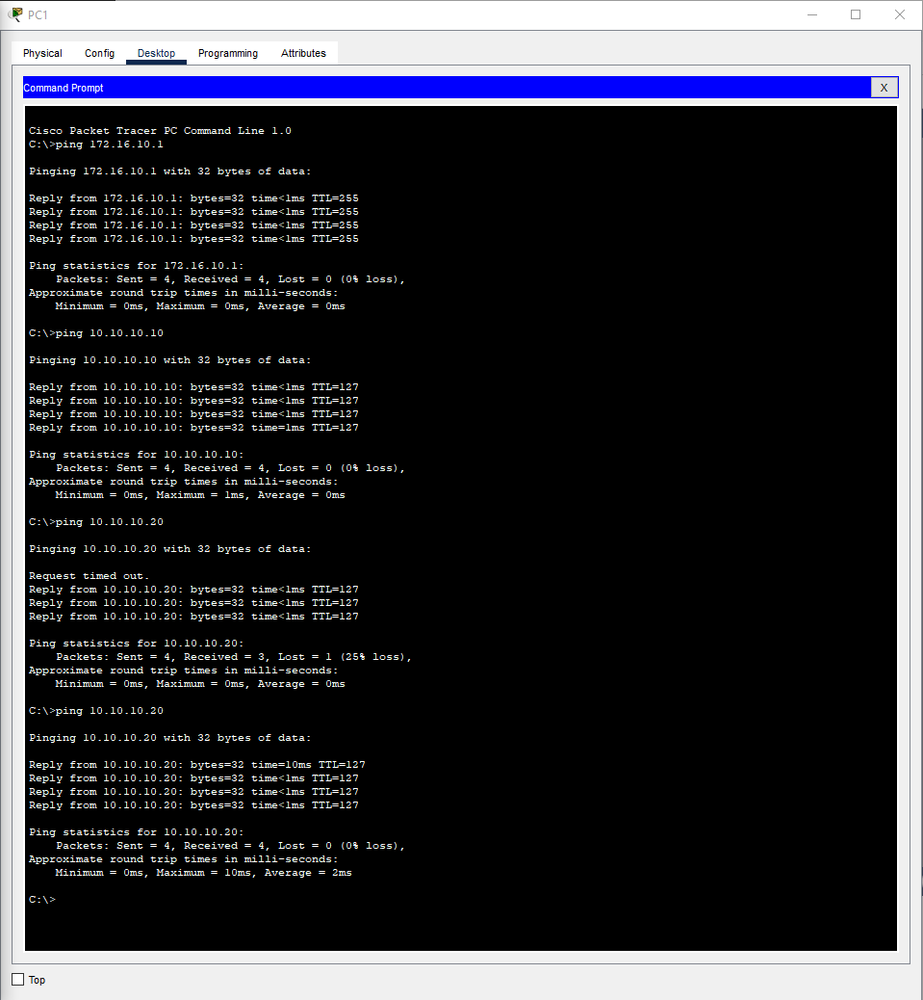 PC1
Physical Config Desktop Programming Attributes
Command Prompt X
Cisco Packet Tracer PC Command Line 1.0
C:\>ping 172.16.10.1
Pinging 172.16.10.1 with 32 bytes of data:
Reply from 172.16.10.1: bytes=32 time<1ms TTL=255
Reply from 172.16.10.1: bytes=32 time<1ms TTL=255
Reply from 172.16.10.1: bytes=32 time<1ms TTL=255
Reply from 172.16.10.1: bytes=32 time<1ms TTL=255
Ping statistics for 172.16.10.1:
    Packets: Sent = 4, Received = 4, Lost = 0 (0% loss),
Approximate round trip times in milli-seconds:
    Minimum = 0ms, Maximum = 0ms, Average = 0ms
C:\>ping 10.10.10.10
Pinging 10.10.10.10 with 32 bytes of data:
Reply from 10.10.10.10: bytes=32 time<1ms TTL=127
Reply from 10.10.10.10: bytes=32 time<1ms TTL=127
Reply from 10.10.10.10: bytes=32 time<1ms TTL=127
Reply from 10.10.10.10: bytes=32 time=1ms TTL=127
Ping statistics for 10.10.10.10:
    Packets: Sent = 4, Received = 4, Lost = 0 (0% loss),
Approximate round trip times in milli-seconds:
    Minimum = 0ms, Maximum = 1ms, Average = 0ms
C:\>ping 10.10.10.20
Pinging 10.10.10.20 with 32 bytes of data:
Request timed out.
Reply from 10.10.10.20: bytes=32 time<1ms TTL=127
Reply from 10.10.10.20: bytes=32 time<1ms TTL=127
Reply from 10.10.10.20: bytes=32 time<1ms TTL=127
Ping statistics for 10.10.10.20:
    Packets: Sent = 4, Received = 3, Lost = 1 (25% loss),
Approximate round trip times in milli-seconds:
    Minimum = 0ms, Maximum = 0ms, Average = 0ms
C:\>ping 10.10.10.20
Pinging 10.10.10.20 with 32 bytes of data:
Reply from 10.10.10.20: bytes=32 time=10ms TTL=127
Reply from 10.10.10.20: bytes=32 time<1ms TTL=127
Reply from 10.10.10.20: bytes=32 time<1ms TTL=127
Reply from 10.10.10.20: bytes=32 time<1ms TTL=127
Ping statistics for 10.10.10.20:
    Packets: Sent = 4, Received = 4, Lost = 0 (0% loss),
Approximate round trip times in milli-seconds:
    Minimum = 0ms, Maximum = 10ms, Average = 2ms
C:\>
Top